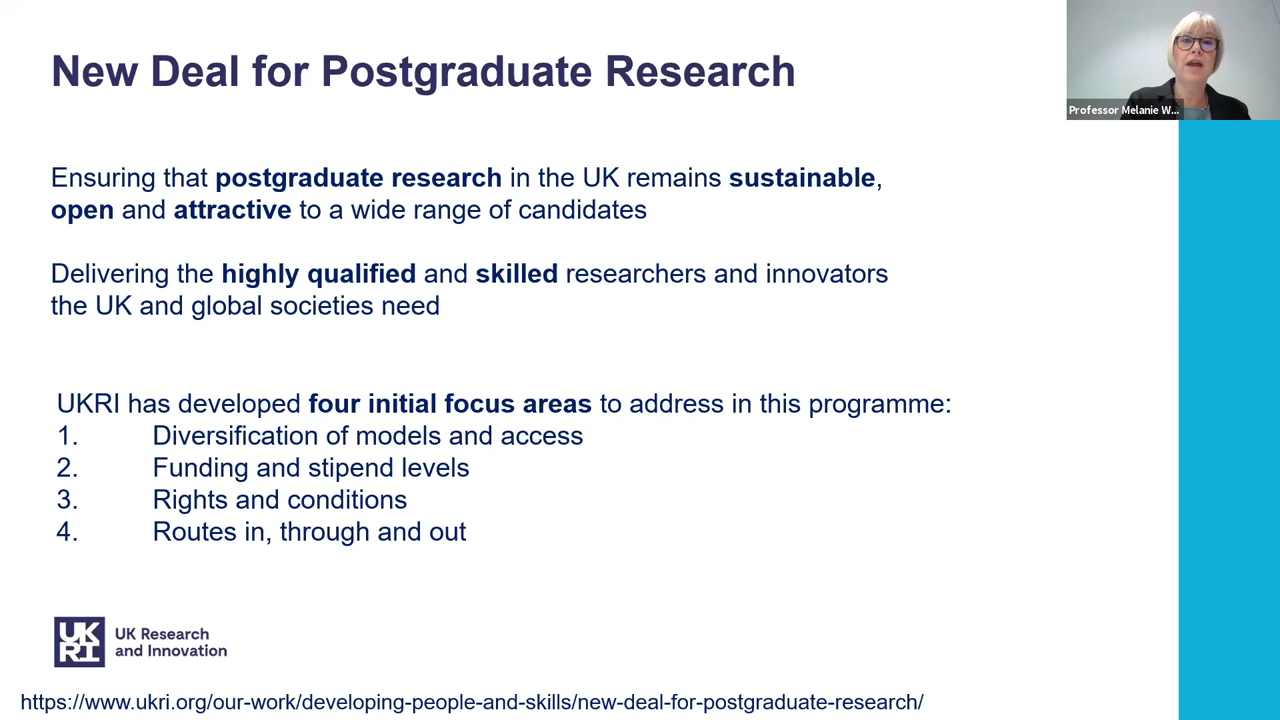 New Deal for Postgraduate Research
Professor Melanie W...
Ensuring that postgraduate research in the UK remains sustainable,
open and attractive to a wide range of candidates
Delivering the highly qualified and skilled researchers and innovators
the UK and global societies need
UKRI has developed four initial focus areas to address in this programme:
1. Diversification of models and access
2. Funding and stipend levels
3. Rights and conditions
4. Routes in, through and out
UK
RI
UK Research
and Innovation
https://www.ukri.org/our-work/developing-people-and-skills/new-deal-for-postgraduate-research/